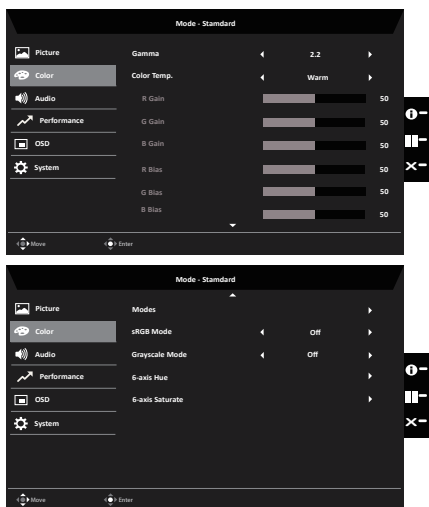 Mode - Stamdard
Picture
Gamma 2.2
Color
Color Temp. Warm
Audio
R Gain 50
Performance
G Gain 50
OSD
B Gain 50
System
R Bias 50
G Bias 50
B Bias 50
Move Enter
Mode - Standard
Picture
Modes
Color
sRGB Mode Off
Audio
Grayscale Mode Off
Performance
6-axis Hue
OSD
6-axis Saturate
System
Move Enter